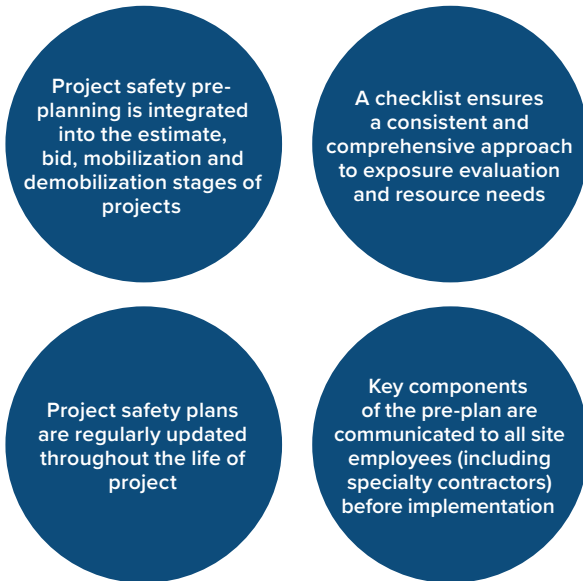 Project safety pre-
planning is integrated
into the estimate,
bid, mobilization and
demobilization stages of
projects
A checklist ensures
a consistent and
comprehensive approach
to exposure evaluation
and resource needs
Project safety plans
are regularly updated
throughout the life of
project
Key components
of the pre-plan are
communicated to all site
employees (including
specialty contractors)
before implementation